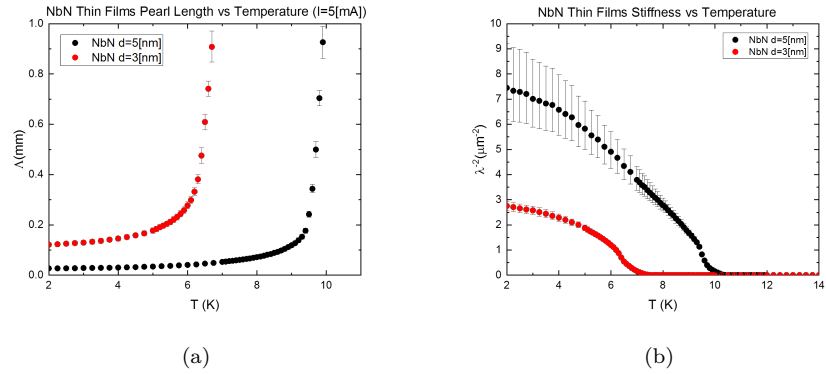 NbN Thin Films Pearl Length vs Temperature (I=5[mA])
1.0
0.8
0.6
0.4
0.2
0.0
Λ(mm)
NbN d=5[nm]
NbN d=3[nm]
2 4 6 8 10
T (K)
(a)
NbN Thin Films Stiffness vs Temperature
10
9
8
7
6
5
4
3
2
1
0
λ⁻²(μm⁻²)
NbN d=5[nm]
NbN d=3[nm]
2 4 6 8 10 12 14
T (K)
(b)